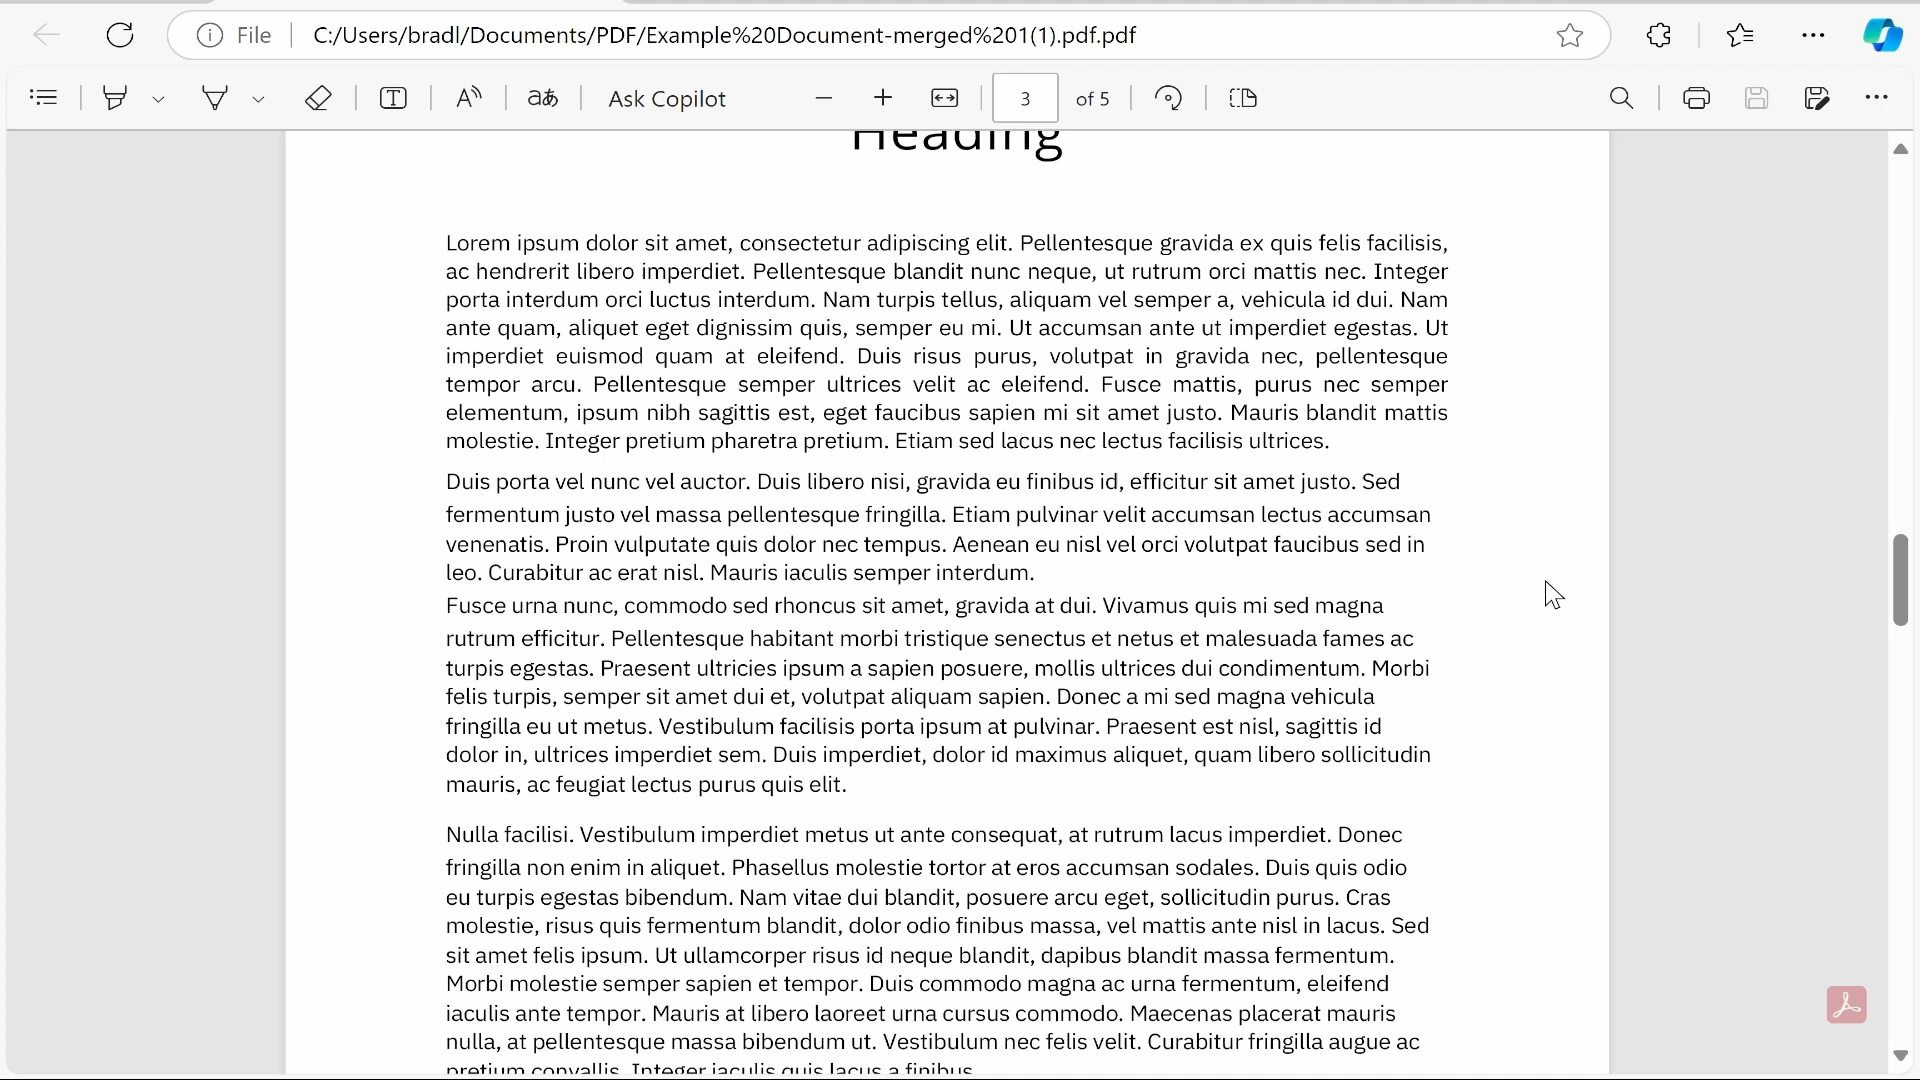 File
C:/Users/bradl/Documents/PDF/Example%20Document-merged%201(1).pdf.pdf
aあ
Ask Copilot
3
of 5
Heading
Lorem ipsum dolor sit amet, consectetur adipiscing elit. Pellentesque gravida ex quis felis facilisis,
ac hendrerit libero imperdiet. Pellentesque blandit nunc neque, ut rutrum orci mattis nec. Integer
porta interdum orci luctus interdum. Nam turpis tellus, aliquam vel semper a, vehicula id dui. Nam
ante quam, aliquet eget dignissim quis, semper eu mi. Ut accumsan ante ut imperdiet egestas. Ut
imperdiet euismod quam at eleifend. Duis risus purus, volutpat in gravida nec, pellentesque
tempor arcu. Pellentesque semper ultrices velit ac eleifend. Fusce mattis, purus nec semper
elementum, ipsum nibh sagittis est, eget faucibus sapien mi sit amet justo. Mauris blandit mattis
molestie. Integer pretium pharetra pretium. Etiam sed lacus nec lectus facilisis ultrices.
Duis porta vel nunc vel auctor. Duis libero nisi, gravida eu finibus id, efficitur sit amet justo. Sed
fermentum justo vel massa pellentesque fringilla. Etiam pulvinar velit accumsan lectus accumsan
venenatis. Proin vulputate quis dolor nec tempus. Aenean eu nisl vel orci volutpat faucibus sed in
leo. Curabitur ac erat nisl. Mauris iaculis semper interdum.
Fusce urna nunc, commodo sed rhoncus sit amet, gravida at dui. Vivamus quis mi sed magna
rutrum efficitur. Pellentesque habitant morbi tristique senectus et netus et malesuada fames ac
turpis egestas. Praesent ultricies ipsum a sapien posuere, mollis ultrices dui condimentum. Morbi
felis turpis, semper sit amet dui et, volutpat aliquam sapien. Donec a mi sed magna vehicula
fringilla eu ut metus. Vestibulum facilisis porta ipsum at pulvinar. Praesent est nisl, sagittis id
dolor in, ultrices imperdiet sem. Duis imperdiet, dolor id maximus aliquet, quam libero sollicitudin
mauris, ac feugiat lectus purus quis elit.
Nulla facilisi. Vestibulum imperdiet metus ut ante consequat, at rutrum lacus imperdiet. Donec
fringilla non enim in aliquet. Phasellus molestie tortor at eros accumsan sodales. Duis quis odio
eu turpis egestas bibendum. Nam vitae dui blandit, posuere arcu eget, sollicitudin purus. Cras
molestie, risus quis fermentum blandit, dolor odio finibus massa, vel mattis ante nisl in lacus. Sed
sit amet felis ipsum. Ut ullamcorper risus id neque blandit, dapibus blandit massa fermentum.
Morbi molestie semper sapien et tempor. Duis commodo magna ac urna fermentum, eleifend
iaculis ante tempor. Mauris at libero laoreet urna cursus commodo. Maecenas placerat mauris
nulla, at pellentesque massa bibendum ut. Vestibulum nec felis velit. Curabitur fringilla augue ac
pretium convallis. Integer iaculis quis lacus a finibus.